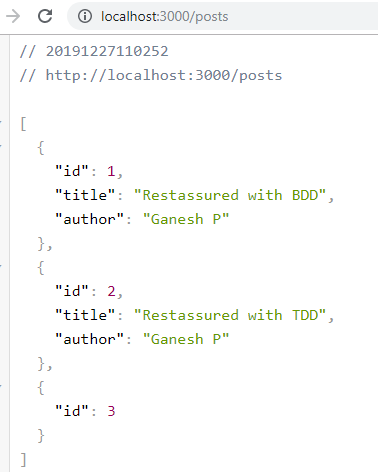 localhost:3000/posts
// 20191227110252
// http://localhost:3000/posts
[
{
"id": 1,
"title": "Restassured with BDD",
"author": "Ganesh P"
},
{
"id": 2,
"title": "Restassured with TDD",
"author": "Ganesh P"
},
{
"id": 3
}
]